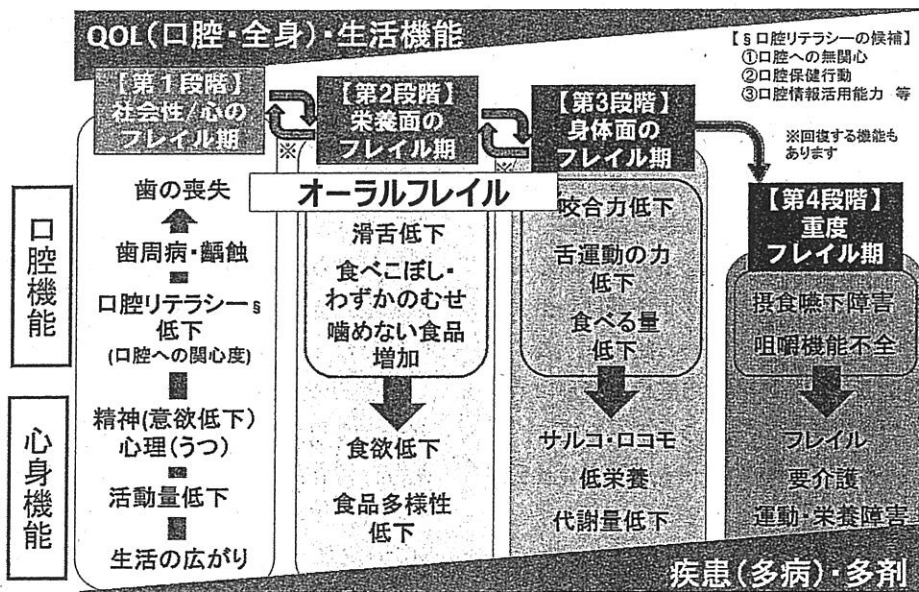 QOL(口腔・全身)・生活機能
【§口腔リテラシーの候補】
①口腔への無関心
②口腔保健行動
③口腔情報活用能力 等
※回復する機能も
あります
【第1段階】
社会性/心の
フレイル期
※
【第2段階】
栄養面の
フレイル期
※
【第3段階】
身体面の
フレイル期
【第4段階】
重度
フレイル期
オーラルフレイル
口腔機能
歯の喪失
歯周病・齲蝕
口腔リテラシー§
低下
(口腔への関心度)
滑舌低下
食べこぼし・
わずかのむせ
噛めない食品
増加
咬合力低下
舌運動の力
低下
食べる量
低下
摂食嚥下障害
咀嚼機能不全
心身機能
精神(意欲低下)
心理(うつ)
活動量低下
生活の広がり
食欲低下
食品多様性
低下
サルコ・ロコモ
低栄養
代謝量低下
フレイル
要介護
運動・栄養障害
疾患(多病)・多剤